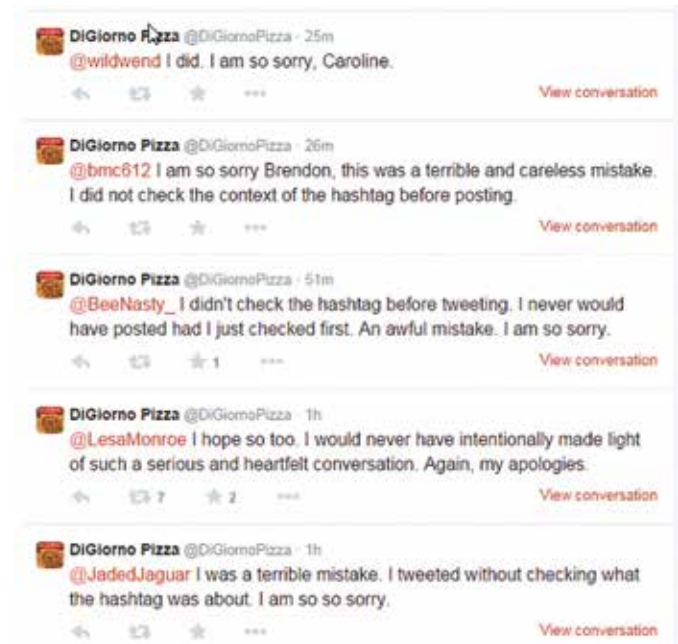 DiGiorno Pizza @DiGiornoPizza · 25m
@wildwend I did. I am so sorry, Caroline.
View conversation
DiGiorno Pizza @DiGiornoPizza · 26m
@bmc612 I am so sorry Brendon, this was a terrible and careless mistake.
I did not check the context of the hashtag before posting.
View conversation
DiGiorno Pizza @DiGiornoPizza · 51m
@BeeNasty_ I didn't check the hashtag before tweeting. I never would
have posted had I just checked first. An awful mistake. I am so sorry.
1
View conversation
DiGiorno Pizza @DiGiornoPizza · 1h
@LesaMonroe I hope so too. I would never have intentionally made light
of such a serious and heartfelt conversation. Again, my apologies.
7 2
View conversation
DiGiorno Pizza @DiGiornoPizza · 1h
@JadedJaguar I was a terrible mistake. I tweeted without checking what
the hashtag was about. I am so so sorry.
View conversation